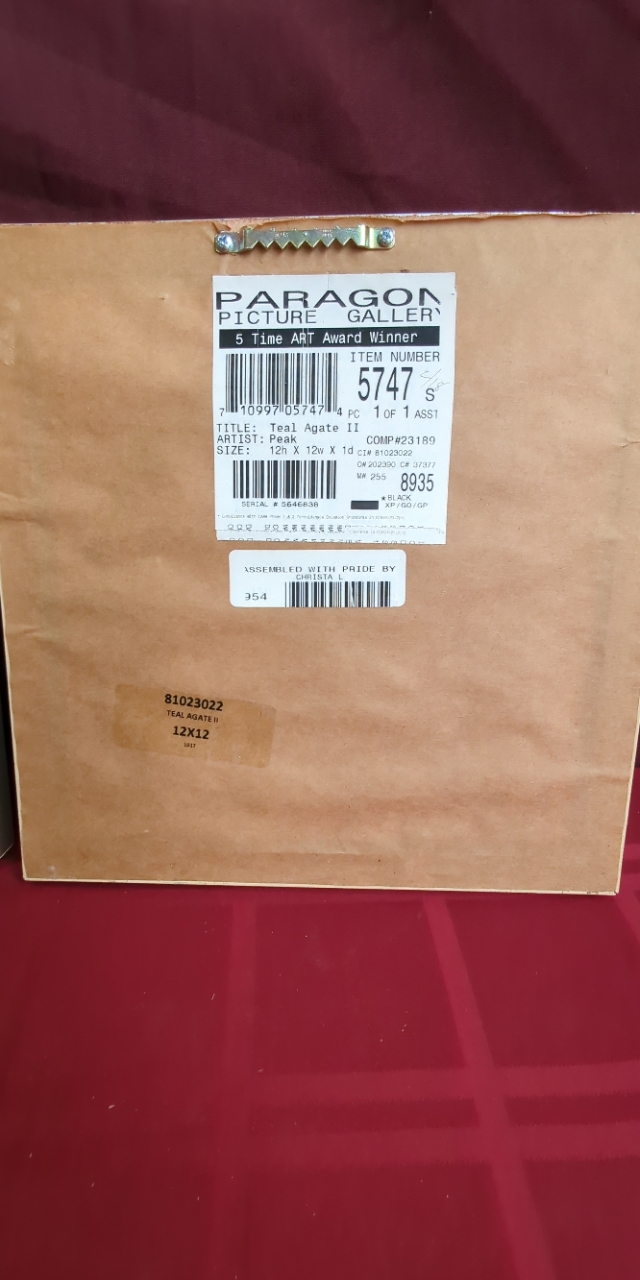 PARAGON
PICTURE GALLERY
5 Time ART Award Winner
ITEM NUMBER
5747 S
7 10997 05747 4
PC 1 OF 1 ASST
TITLE: Teal Agate II
ARTIST: Peak
COMP#23189
SIZE: 12h X 12w X 1d
CI# 81023022
O# 202390 C# 37377
W# 255 8935
SERIAL # 5646838
★BLACK
XP/GO/GP
ASSEMBLED WITH PRIDE BY
CHRISTA L
954
81023022
TEAL AGATE II
12X12